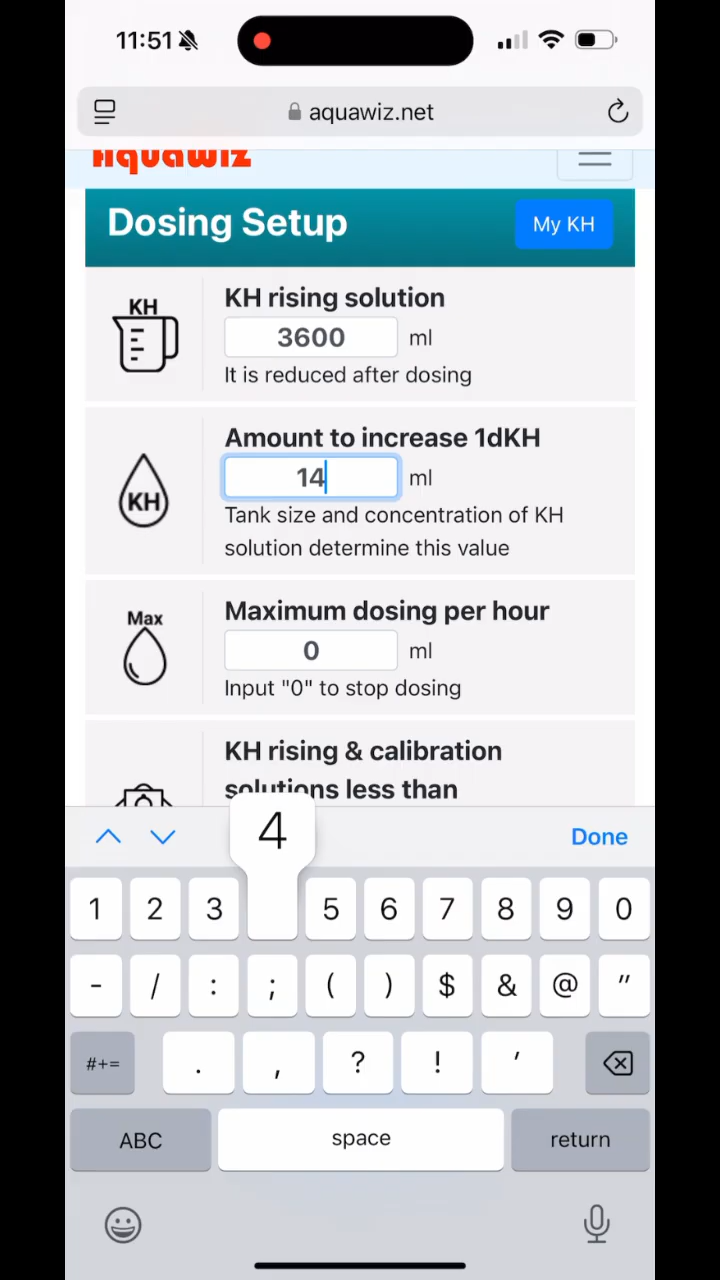 11:51
aquawiz.net
Aquawiz
Dosing Setup
My KH
KH
KH rising solution
3600 ml
It is reduced after dosing
Amount to increase 1dKH
KH
14 ml
Tank size and concentration of KH
solution determine this value
Max
Maximum dosing per hour
0 ml
Input "0" to stop dosing
KH rising & calibration
solutions less than
4
Done
1 2 3 5 6 7 8 9 0
- / : ; ( ) $ & @ "
#+= . , ? ! '
ABC space return